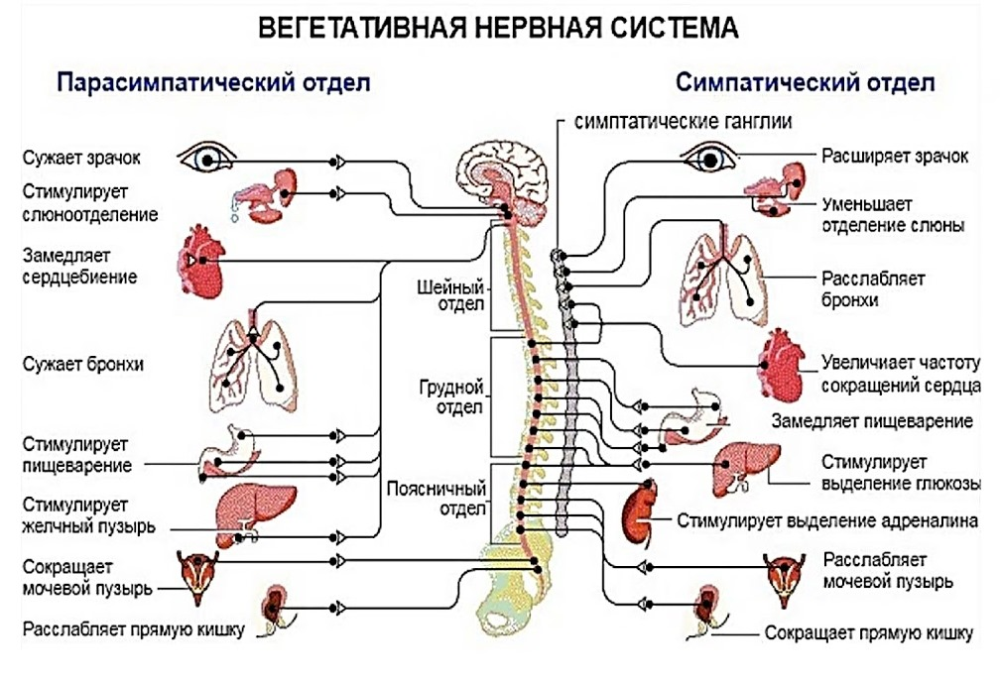 ВЕГЕТАТИВНАЯ НЕРВНАЯ СИСТЕМА
Парасимпатический отдел
Сужает зрачок
Стимулирует
слюноотделение
Замедляет
сердцебиение
Сужает бронхи
Стимулирует
пищеварение
Стимулирует
желчный пузырь
Сокращает
мочевой пузырь
Расслабляет прямую кишку
Шейный
отдел
Грудной
отдел
Поясничный
отдел
Симпатический отдел
симптатические ганглии
Расширяет зрачок
Уменьшает
отделение слюны
Расслабляет
бронхи
Увеличиает частоту
сокращений сердца
Замедляет пищеварение
Стимулирует
выделение глюкозы
Стимулирует выделение адреналина
Расслабляет
мочевой пузырь
Сокращает прямую кишку